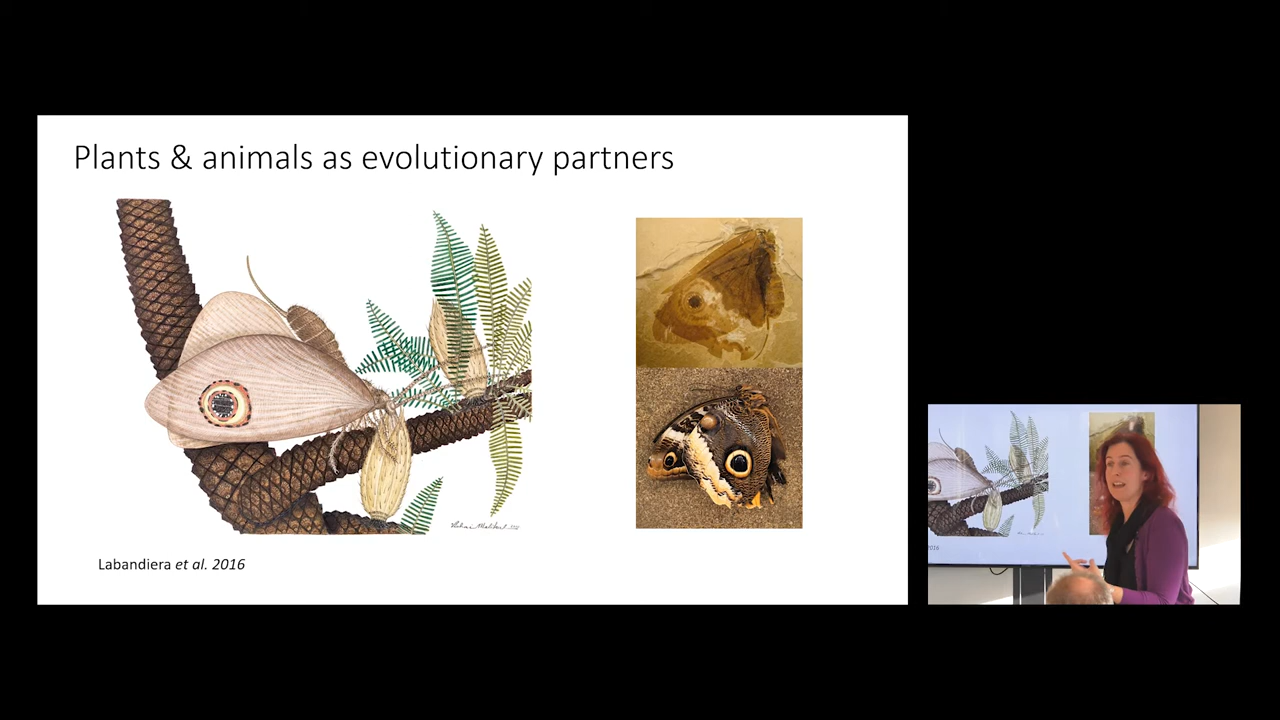 Plants & animals as evolutionary partners
Labandiera et al. 2016